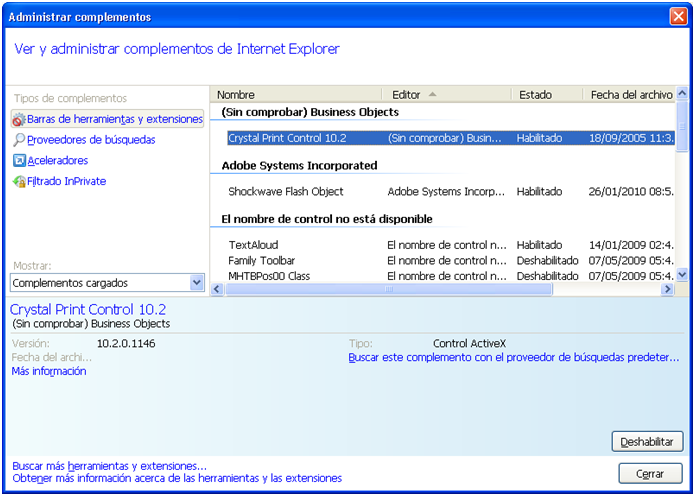 Administrar complementos
Ver y administrar complementos de Internet Explorer
Tipos de complementos
Barras de herramientas y extensiones
Proveedores de búsquedas
Aceleradores
Filtrado InPrivate
Mostrar:
Complementos cargados
Nombre Editor Estado Fecha del archivo
(Sin comprobar) Business Objects
Crystal Print Control 10.2 (Sin comprobar) Busin... Habilitado 18/09/2005 11:3
Adobe Systems Incorporated
Shockwave Flash Object Adobe Systems Incorp... Habilitado 26/01/2010 08:5
El nombre de control no está disponible
TextAloud El nombre de control n... Habilitado 14/01/2009 02:4
Family Toolbar El nombre de control n... Deshabilitado 07/05/2009 05:4
MHTBPos00 Class El nombre de control n... Deshabilitado 07/05/2009 05:4
Crystal Print Control 10.2
(Sin comprobar) Business Objects
Versión: 10.2.0.1146 Tipo: Control ActiveX
Fecha del archi... Buscar este complemento con el proveedor de búsquedas predeter...
Más información
Deshabilitar
Buscar más herramientas y extensiones...
Obtener más información acerca de las herramientas y las extensiones
Cerrar